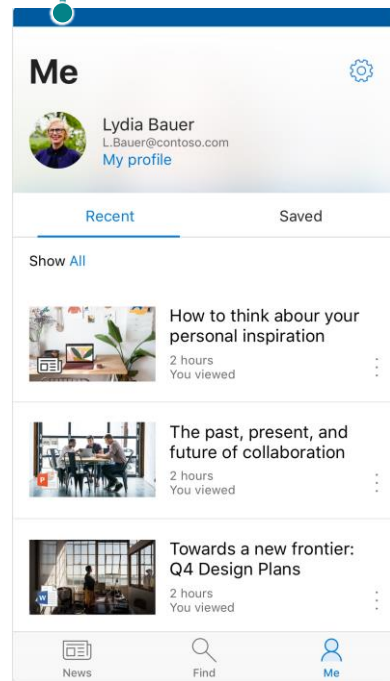 Me
Lydia Bauer
L.Bauer@contoso.com
My profile
Recent
Saved
Show All
How to think abour your
personal inspiration
2 hours
You viewed
The past, present, and
future of collaboration
2 hours
You viewed
Towards a new frontier:
Q4 Design Plans
2 hours
You viewed
P
W
News
Find
Me